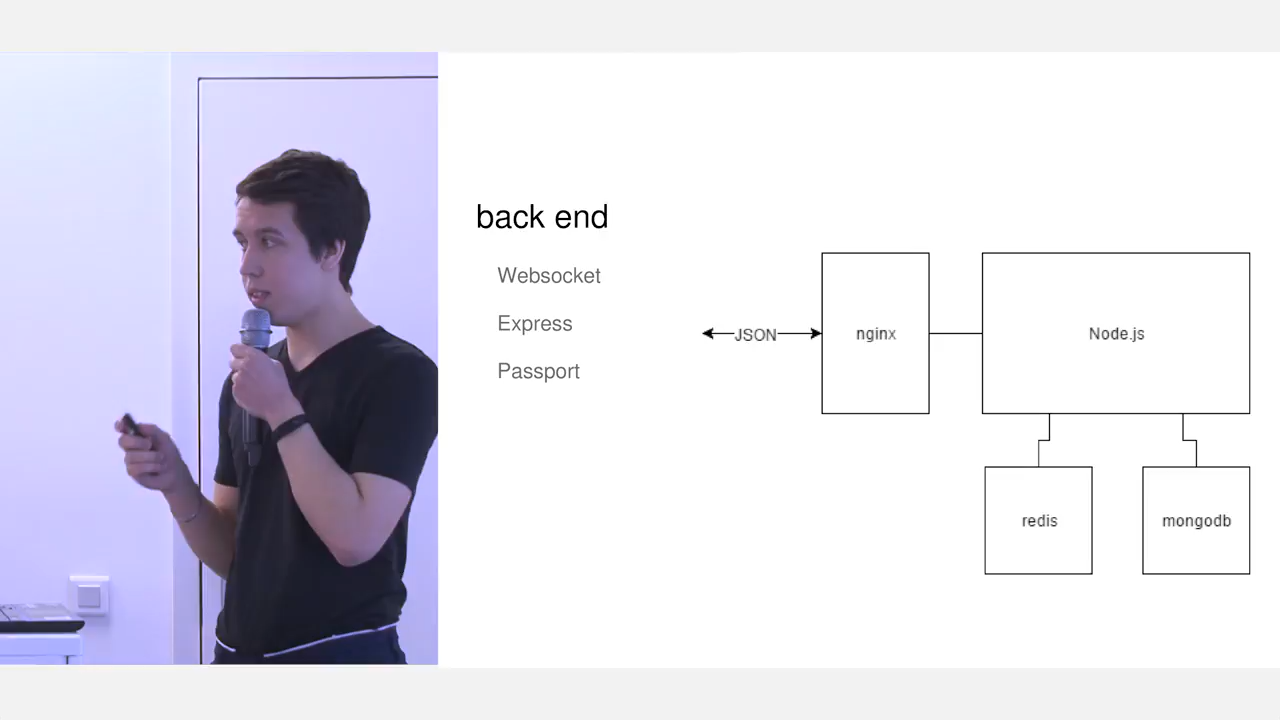 back end
Websocket
Express
Passport
JSON
nginx
Node.js
redis
mongodb